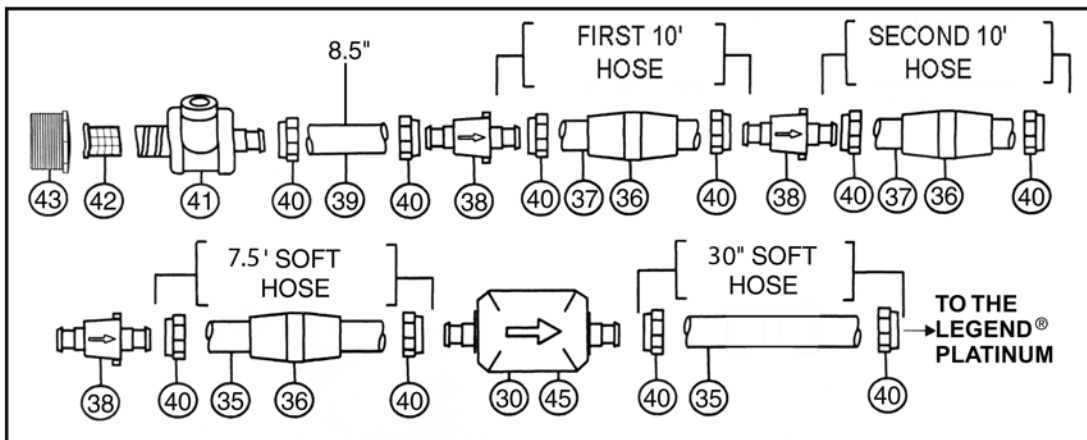 8.5"
FIRST 10'
HOSE
SECOND 10'
HOSE
43 42 41 40 39 40 38 40 37 36 40 38 40 37 36 40
7.5' SOFT
HOSE
30" SOFT
HOSE
TO THE
LEGEND®
PLATINUM
38 40 35 36 40 30 45 40 35 40